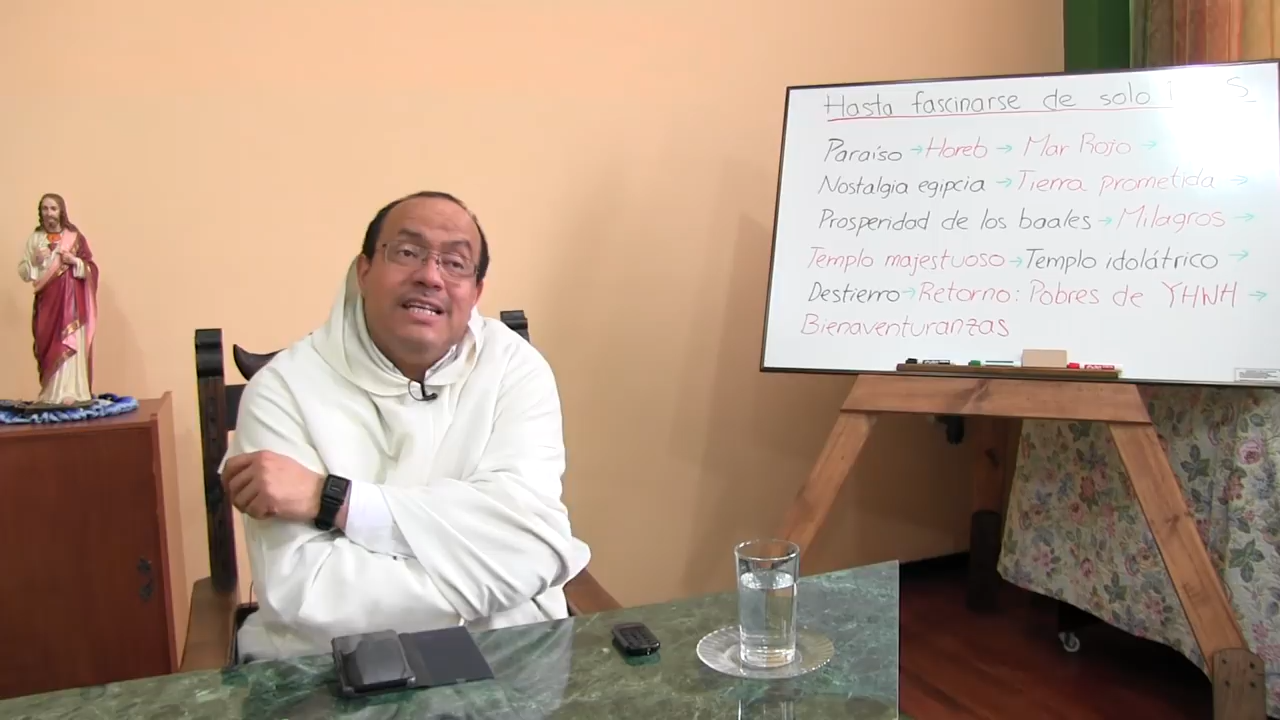 Hasta fascinarse de solo
Paraíso → Horeb → Mar Rojo →
Nostalgia egipcia → Tierra prometida →
Prosperidad de los baales → Milagros →
Templo majestuoso → Templo idolátrico →
Destierro → Retorno: Pobres de YHWH →
Bienaventuranzas